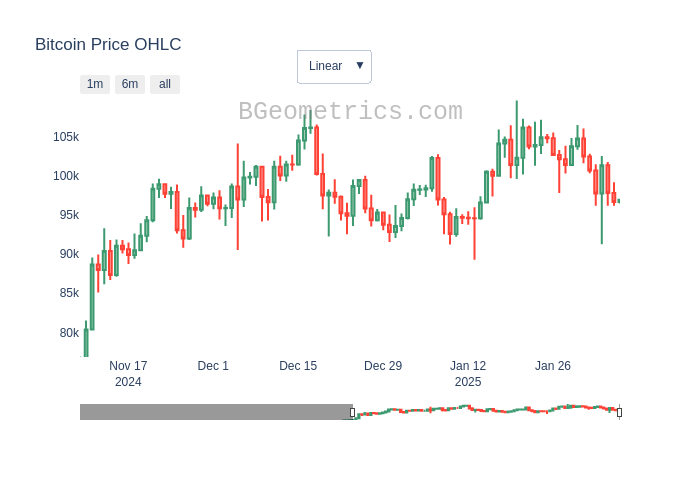 Bitcoin Price OHLC
Linear ▼
1m 6m all
BGeometrics.com
105k
100k
95k
90k
85k
80k
Nov 17
2024
Dec 1
Dec 15
Dec 29
Jan 12
2025
Jan 26